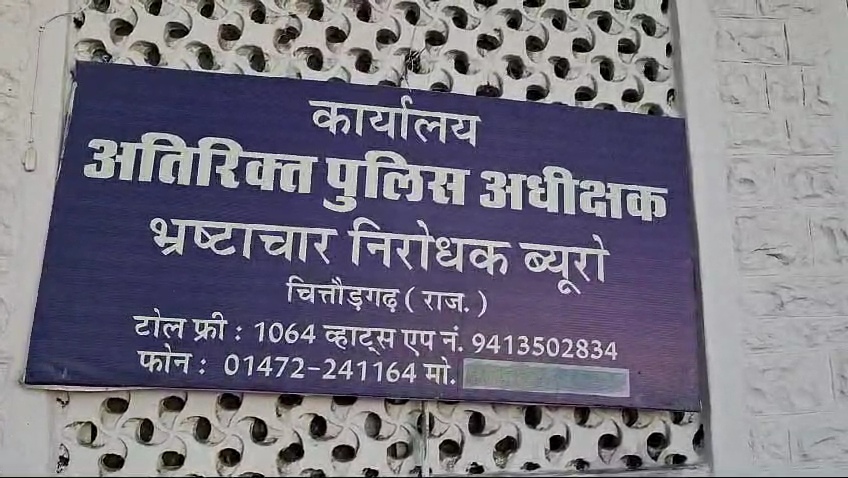 कार्यालय
अतिरिक्त पुलिस अधीक्षक
भ्रष्टाचार निरोधक ब्यूरो
चित्तौड़गढ़ ( राज. )
टोल फ्री : 1064 व्हाट्स एप नं. 9413502834
फोन : 01472-241164 मो.